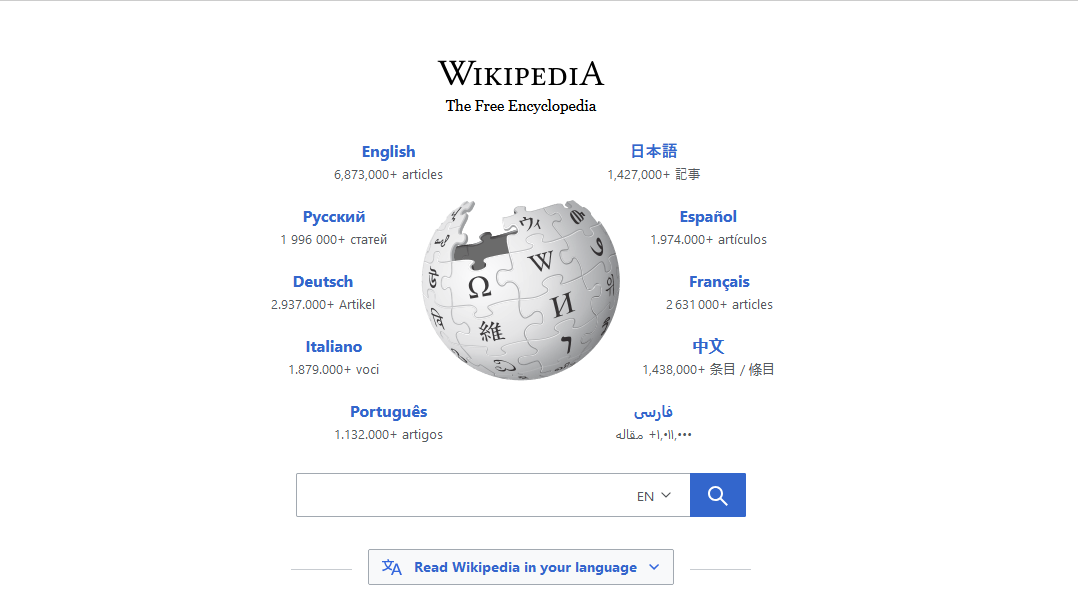 WIKIPEDIA
The Free Encyclopedia
English
6,873,000+ articles
日本語
1,427,000+ 記事
Русский
1 996 000+ статей
Español
1.974.000+ artículos
Deutsch
2.937.000+ Artikel
Français
2 631 000+ articles
Italiano
1.879.000+ voci
中文
1,438,000+ 条目 / 條目
Português
1.132.000+ artigos
فارسی
۱٬۰۱۱٬۰۰۰+ مقاله
Ω
W
И
維
ウィ
EN
Read Wikipedia in your language